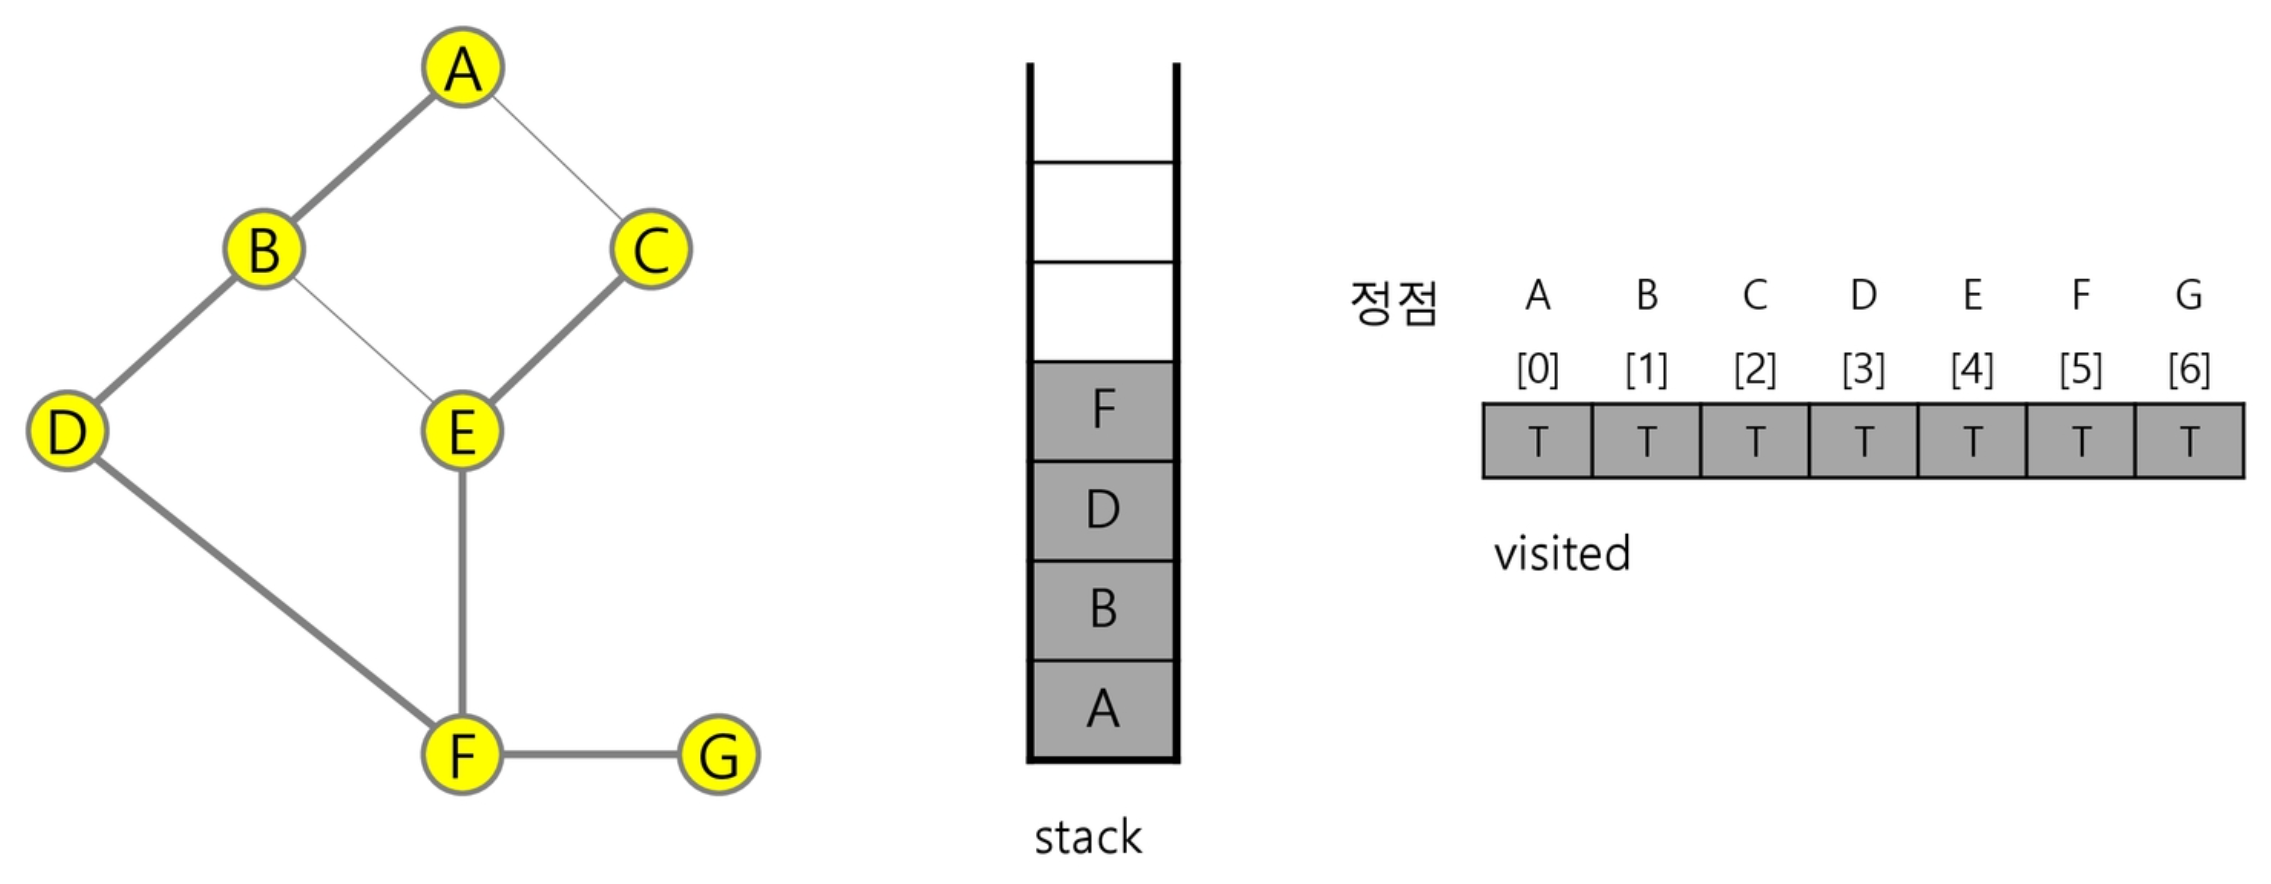 A
B
C
D
E
F
G
F
D
B
A
stack
정점 A B C D E F G
[0] [1] [2] [3] [4] [5] [6]
T T T T T T T
visited